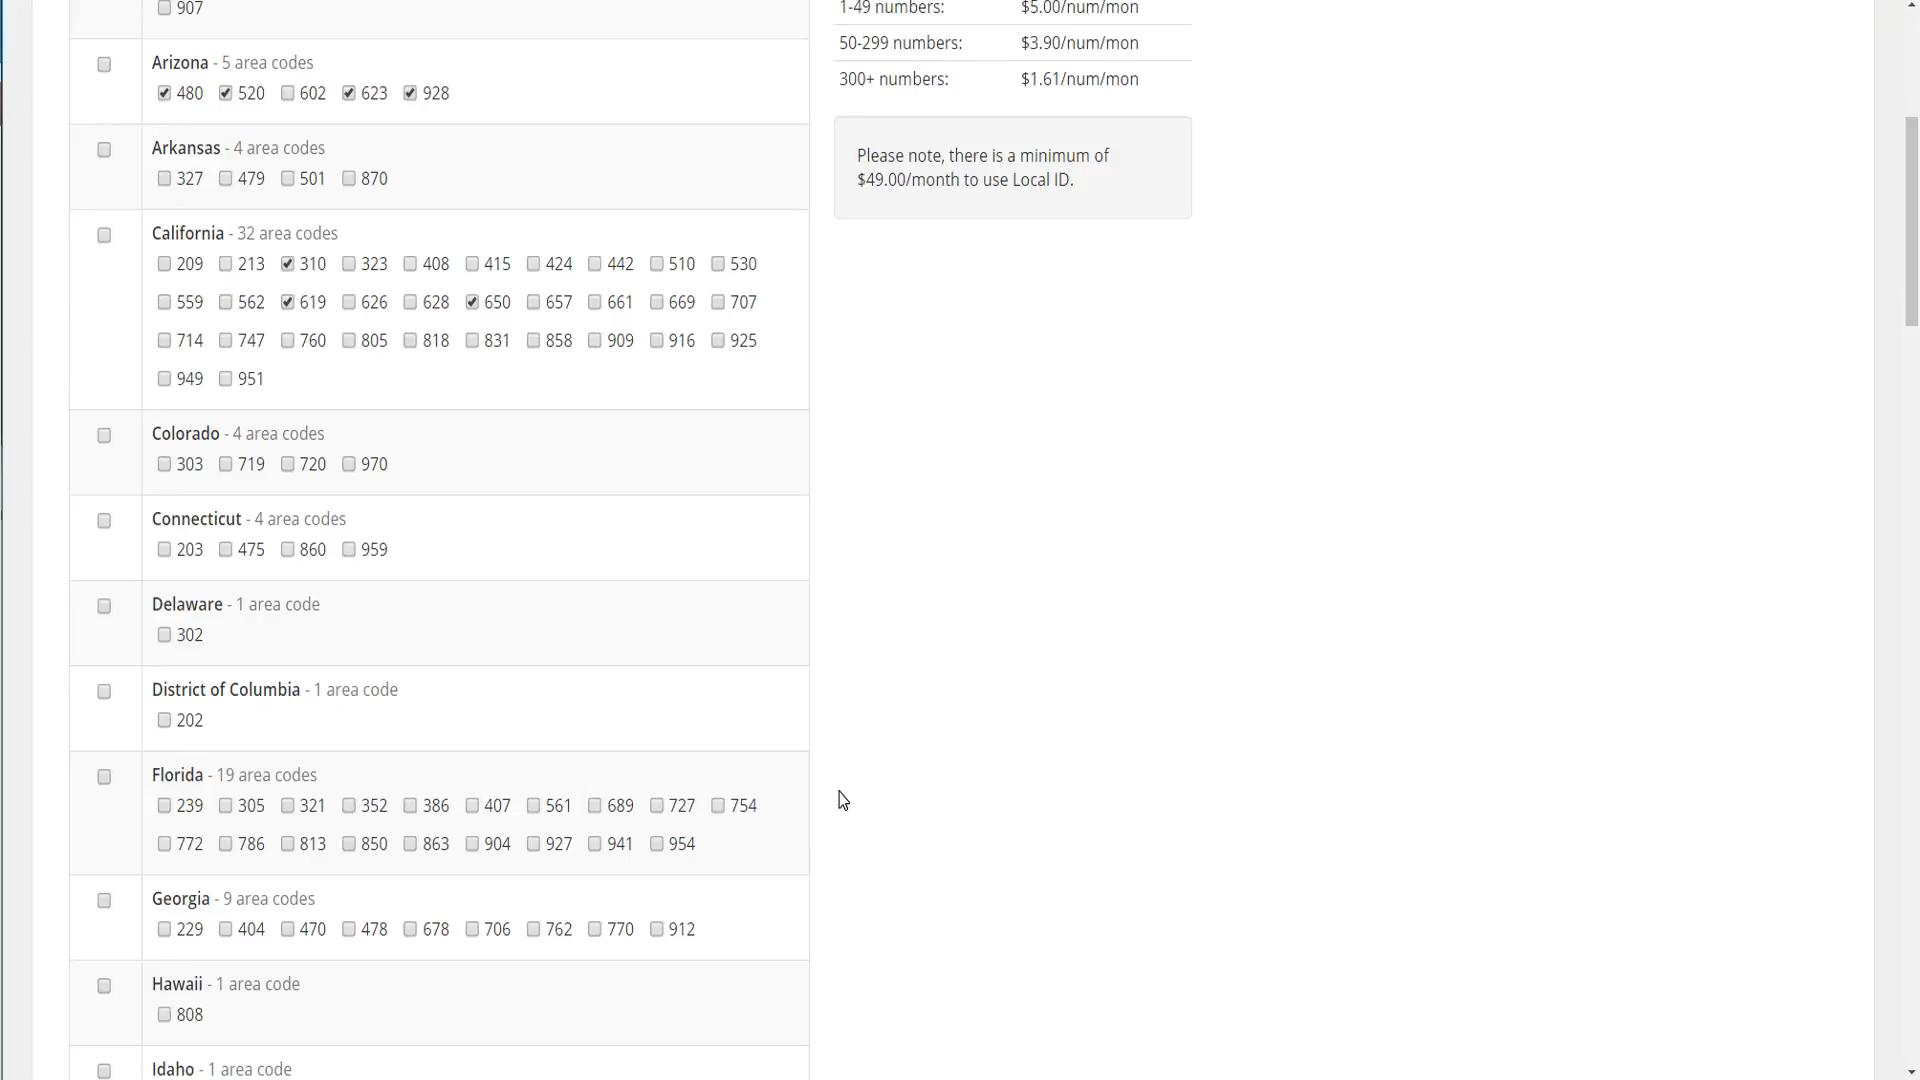 907
Arizona - 5 area codes
480 520 602 623 928
Arkansas - 4 area codes
327 479 501 870
California - 32 area codes
209 213 310 323 408 415 424 442 510 530
559 562 619 626 628 650 657 661 669 707
714 747 760 805 818 831 858 909 916 925
949 951
Colorado - 4 area codes
303 719 720 970
Connecticut - 4 area codes
203 475 860 959
Delaware - 1 area code
302
District of Columbia - 1 area code
202
Florida - 19 area codes
239 305 321 352 386 407 561 689 727 754
772 786 813 850 863 904 927 941 954
Georgia - 9 area codes
229 404 470 478 678 706 762 770 912
Hawaii - 1 area code
808
Idaho - 1 area code
1-49 numbers: $5.00/num/mon
50-299 numbers: $3.90/num/mon
300+ numbers: $1.61/num/mon
Please note, there is a minimum of
$49.00/month to use Local ID.